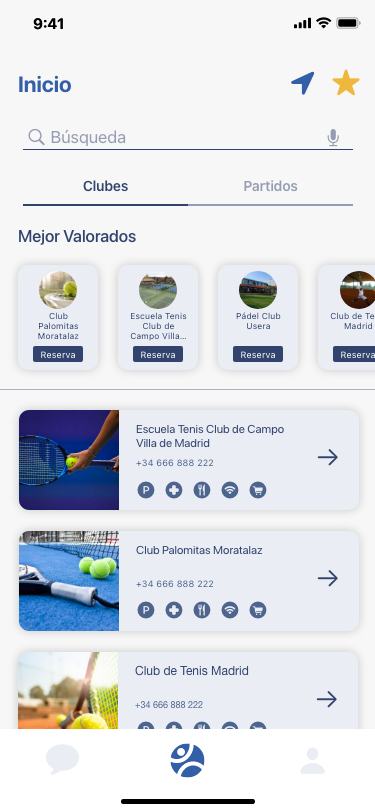 9:41
Inicio
Búsqueda
Clubes
Partidos
Mejor Valorados
Club
Palomitas
Moratalaz
Reserva
Escuela Tenis
Club de
Campo Villa...
Reserva
Pádel Club
Usera
Reserva
Club de Te
Madrid
Reserva
Escuela Tenis Club de Campo
Villa de Madrid
+34 666 888 222
P
Club Palomitas Moratalaz
+34 666 888 222
P
Club de Tenis Madrid
+34 666 888 222
P